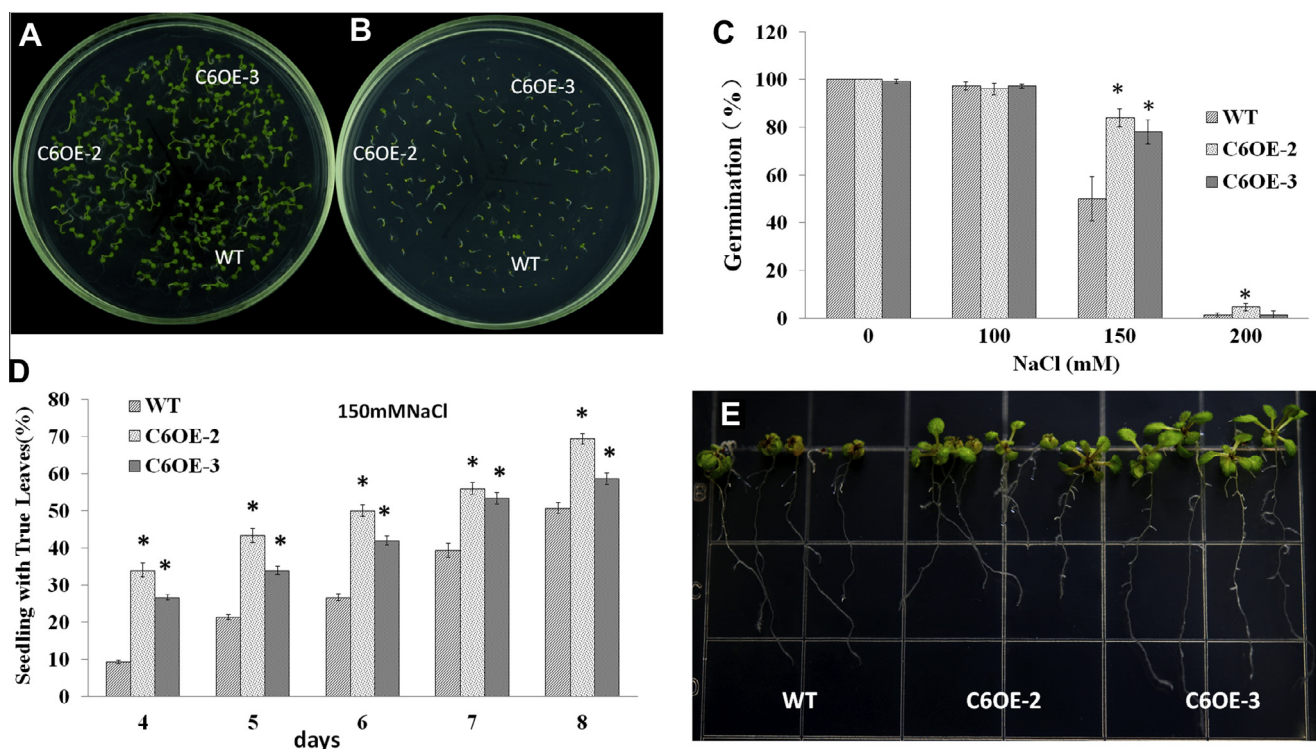 A
C6OE-3
C6OE-2
WT
B
C6OE-3
C6OE-2
WT
C
120
100
80
60
40
20
0
Germination (%)
* *
*
WT
C6OE-2
C6OE-3
0 100 150 200
NaCl (mM)
D
80
70
60
50
40
30
20
10
0
Seedling with True Leaves(%)
WT
C6OE-2
C6OE-3
150mMNaCl
* * * * * * * * * *
4 5 6 7 8
days
E
WT C6OE-2 C6OE-3